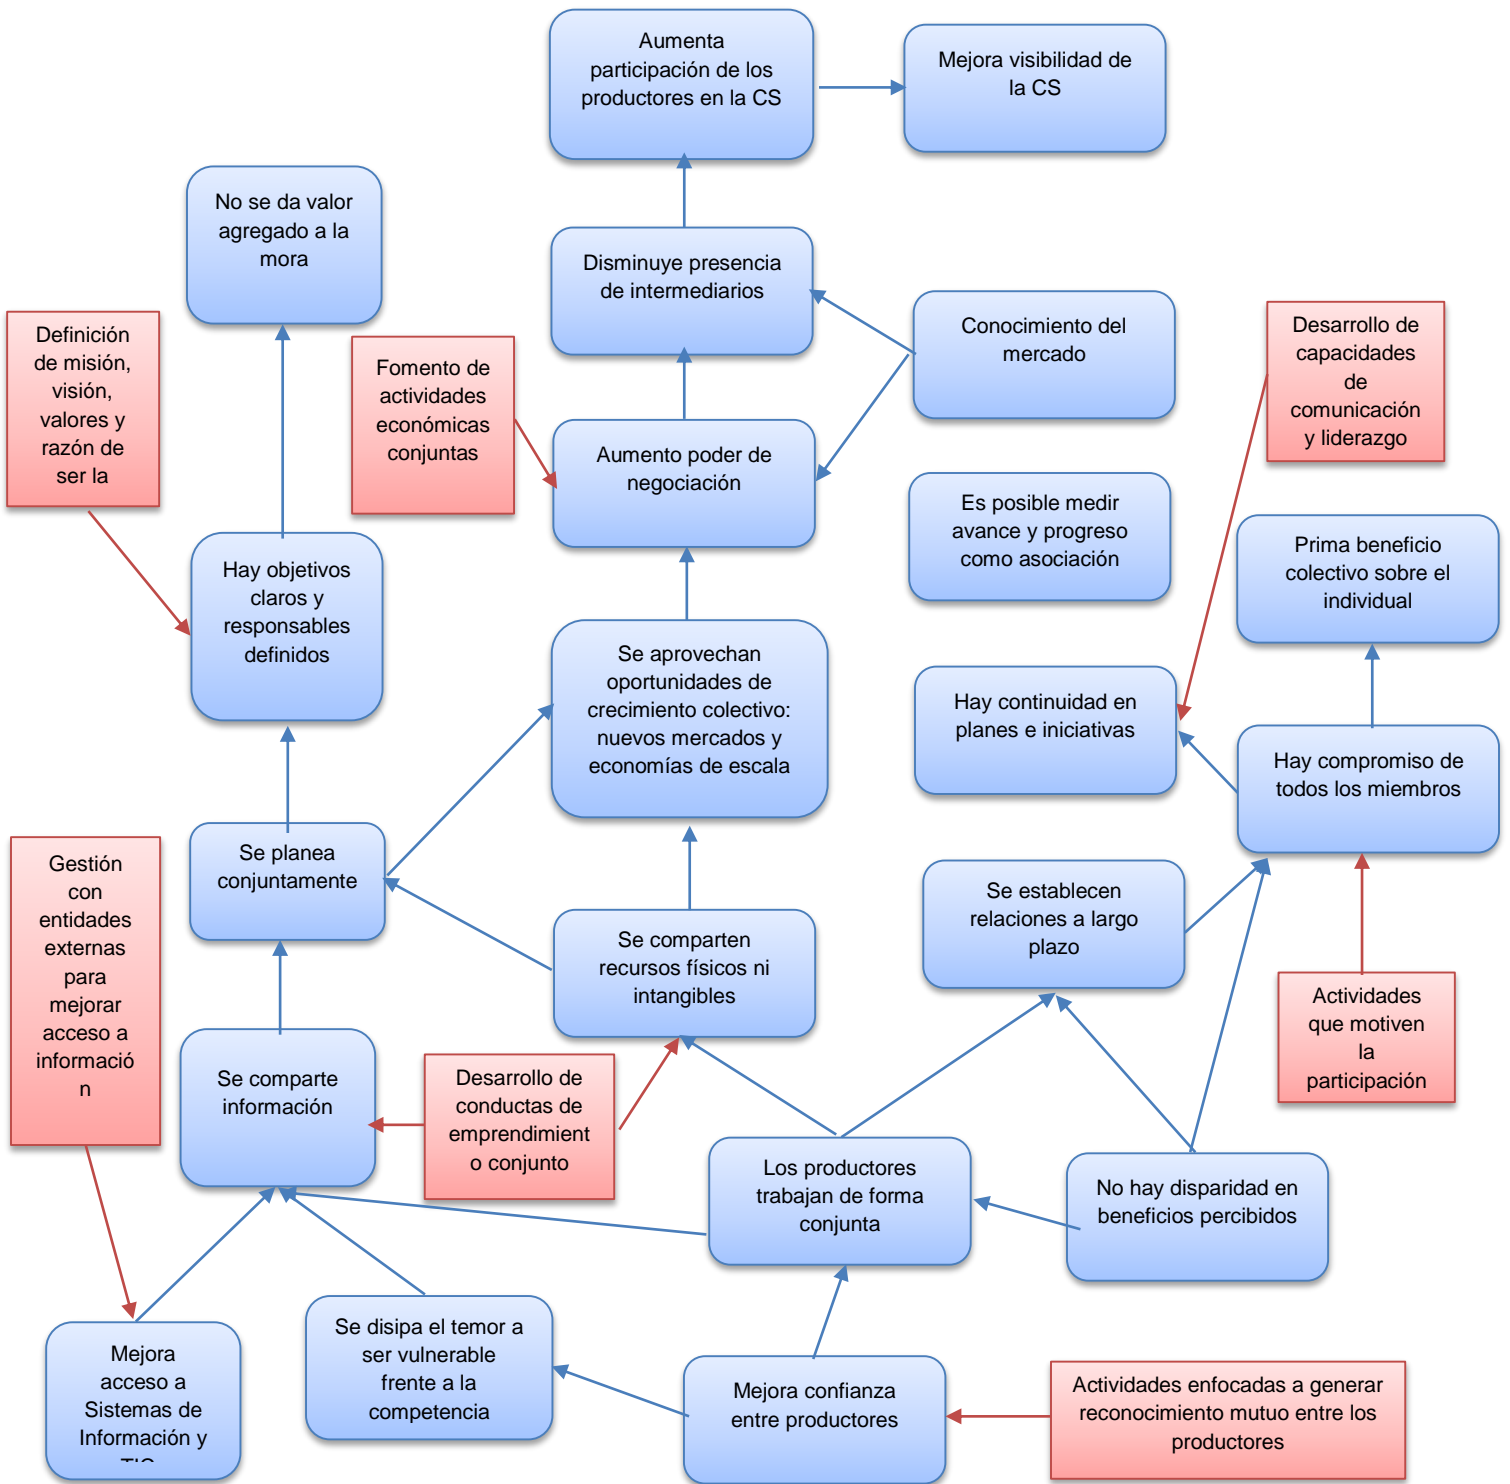 Aumenta
participación de los
productores en la CS
Mejora visibilidad de
la CS
No se da valor
agregado a la
mora
Disminuye presencia
de intermediarios
Conocimiento del
mercado
Definición
de misión,
visión,
valores y
razón de
ser la
Fomento de
actividades
económicas
conjuntas
Desarrollo de
capacidades
de
comunicación
y liderazgo
Aumento poder de
negociación
Es posible medir
avance y progreso
como asociación
Prima beneficio
colectivo sobre el
individual
Hay objetivos
claros y
responsables
definidos
Se aprovechan
oportunidades de
crecimiento colectivo:
nuevos mercados y
economías de escala
Hay continuidad en
planes e iniciativas
Hay compromiso de
todos los miembros
Gestión
con
entidades
externas
para
mejorar
acceso a
informació
n
Se planea
conjuntamente
Se comparten
recursos físicos ni
intangibles
Se establecen
relaciones a largo
plazo
Actividades
que motiven
la
participación
Se comparte
información
Desarrollo de
conductas de
emprendimient
o conjunto
Los productores
trabajan de forma
conjunta
No hay disparidad en
beneficios percibidos
Mejora
acceso a
Sistemas de
Información y
Se disipa el temor a
ser vulnerable
frente a la
competencia
Mejora confianza
entre productores
Actividades enfocadas a generar
reconocimiento mutuo entre los
productores